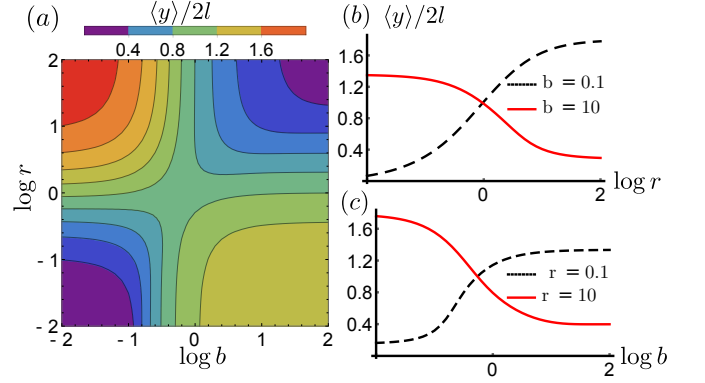 (a)
⟨y⟩/2l
0.4 0.8 1.2 1.6
2
1
0
- 1
- 2
log r
- 2 - 1 0 1 2
log b
(b) ⟨y⟩/2l
1.6
1.2
0.8
0.4
b = 0.1
b = 10
0 2
log r
(c)
1.6
1.2
0.8
0.4
r = 0.1
r = 10
0 2
log b